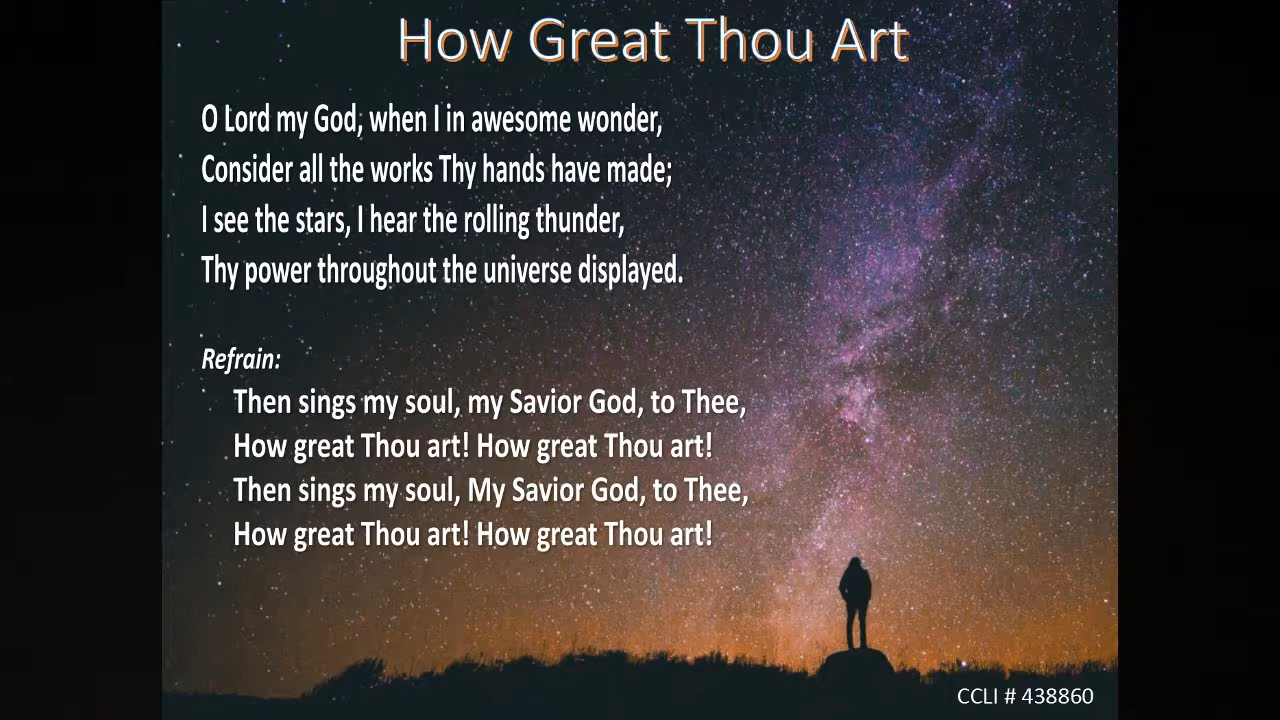 How Great Thou Art
O Lord my God, when I in awesome wonder,
Consider all the works Thy hands have made;
I see the stars, I hear the rolling thunder,
Thy power throughout the universe displayed.
Refrain:
Then sings my soul, my Savior God, to Thee,
How great Thou art! How great Thou art!
Then sings my soul, My Savior God, to Thee,
How great Thou art! How great Thou art!
CCLI # 438860